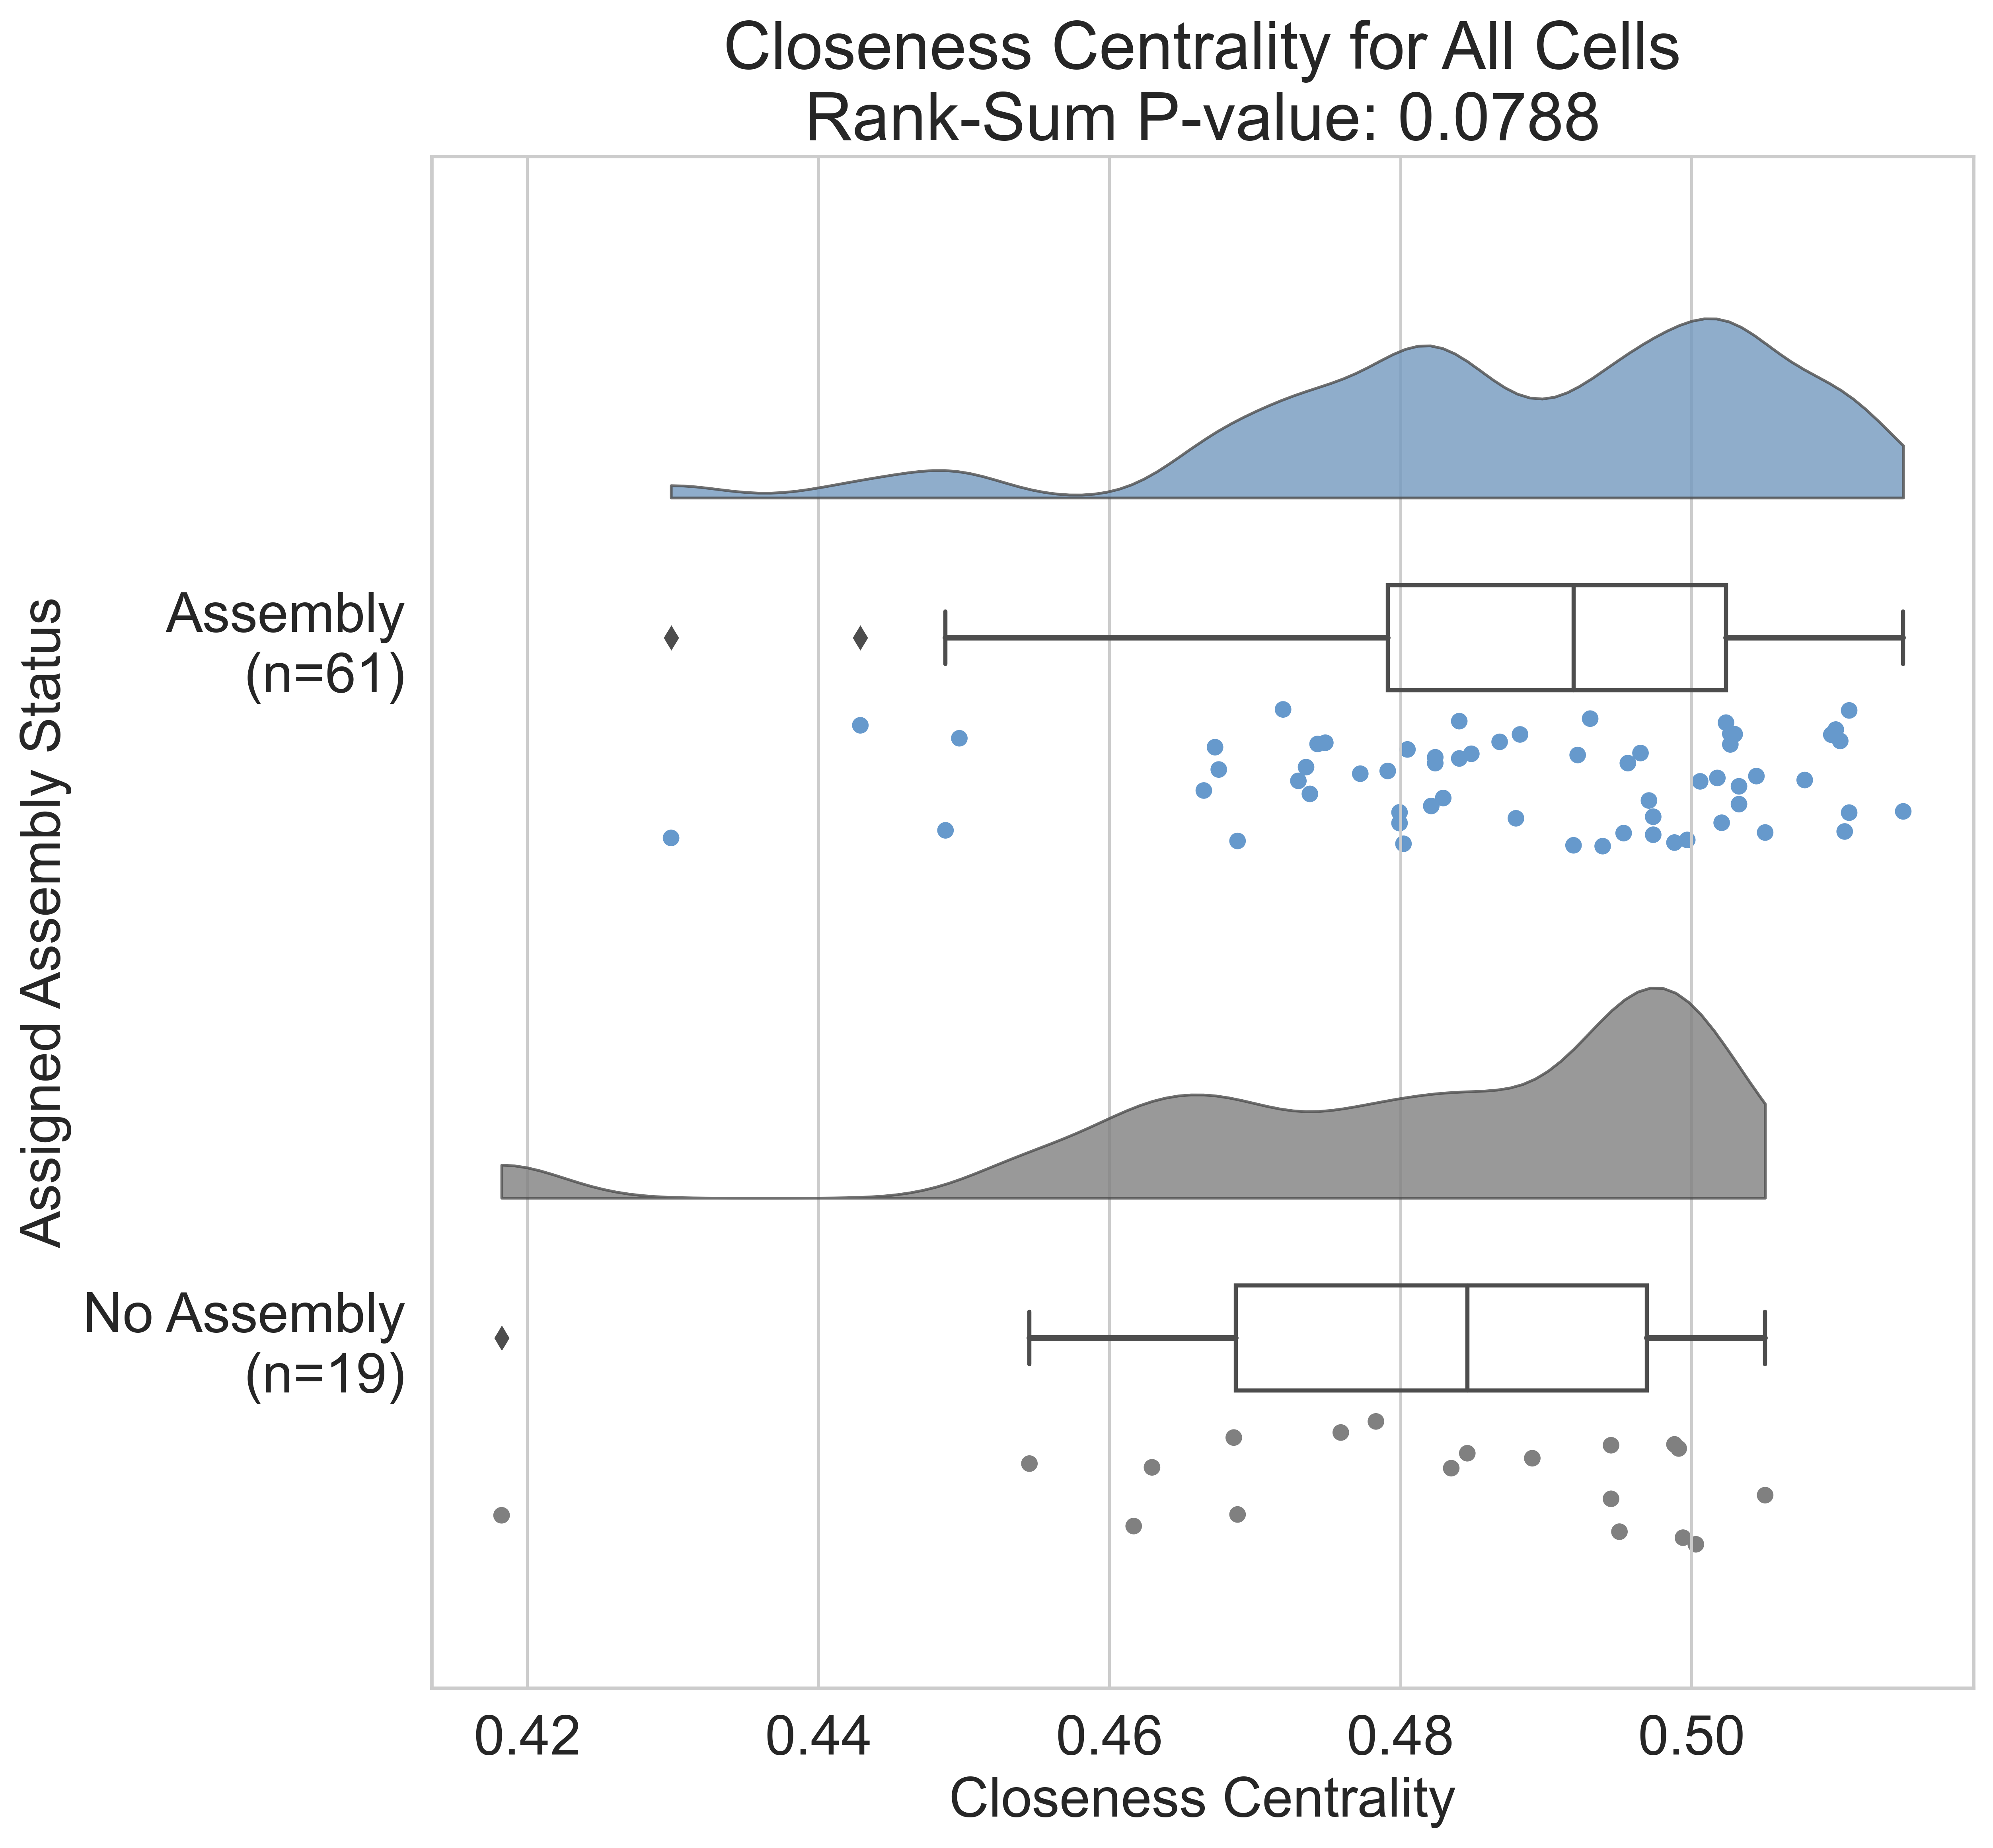 Closeness Centrality for All Cells
Rank-Sum P-value: 0.0788
Assigned Assembly Status
Assembly
(n=61)
No Assembly
(n=19)
0.42
0.44
0.46
0.48
0.50
Closeness Centrality